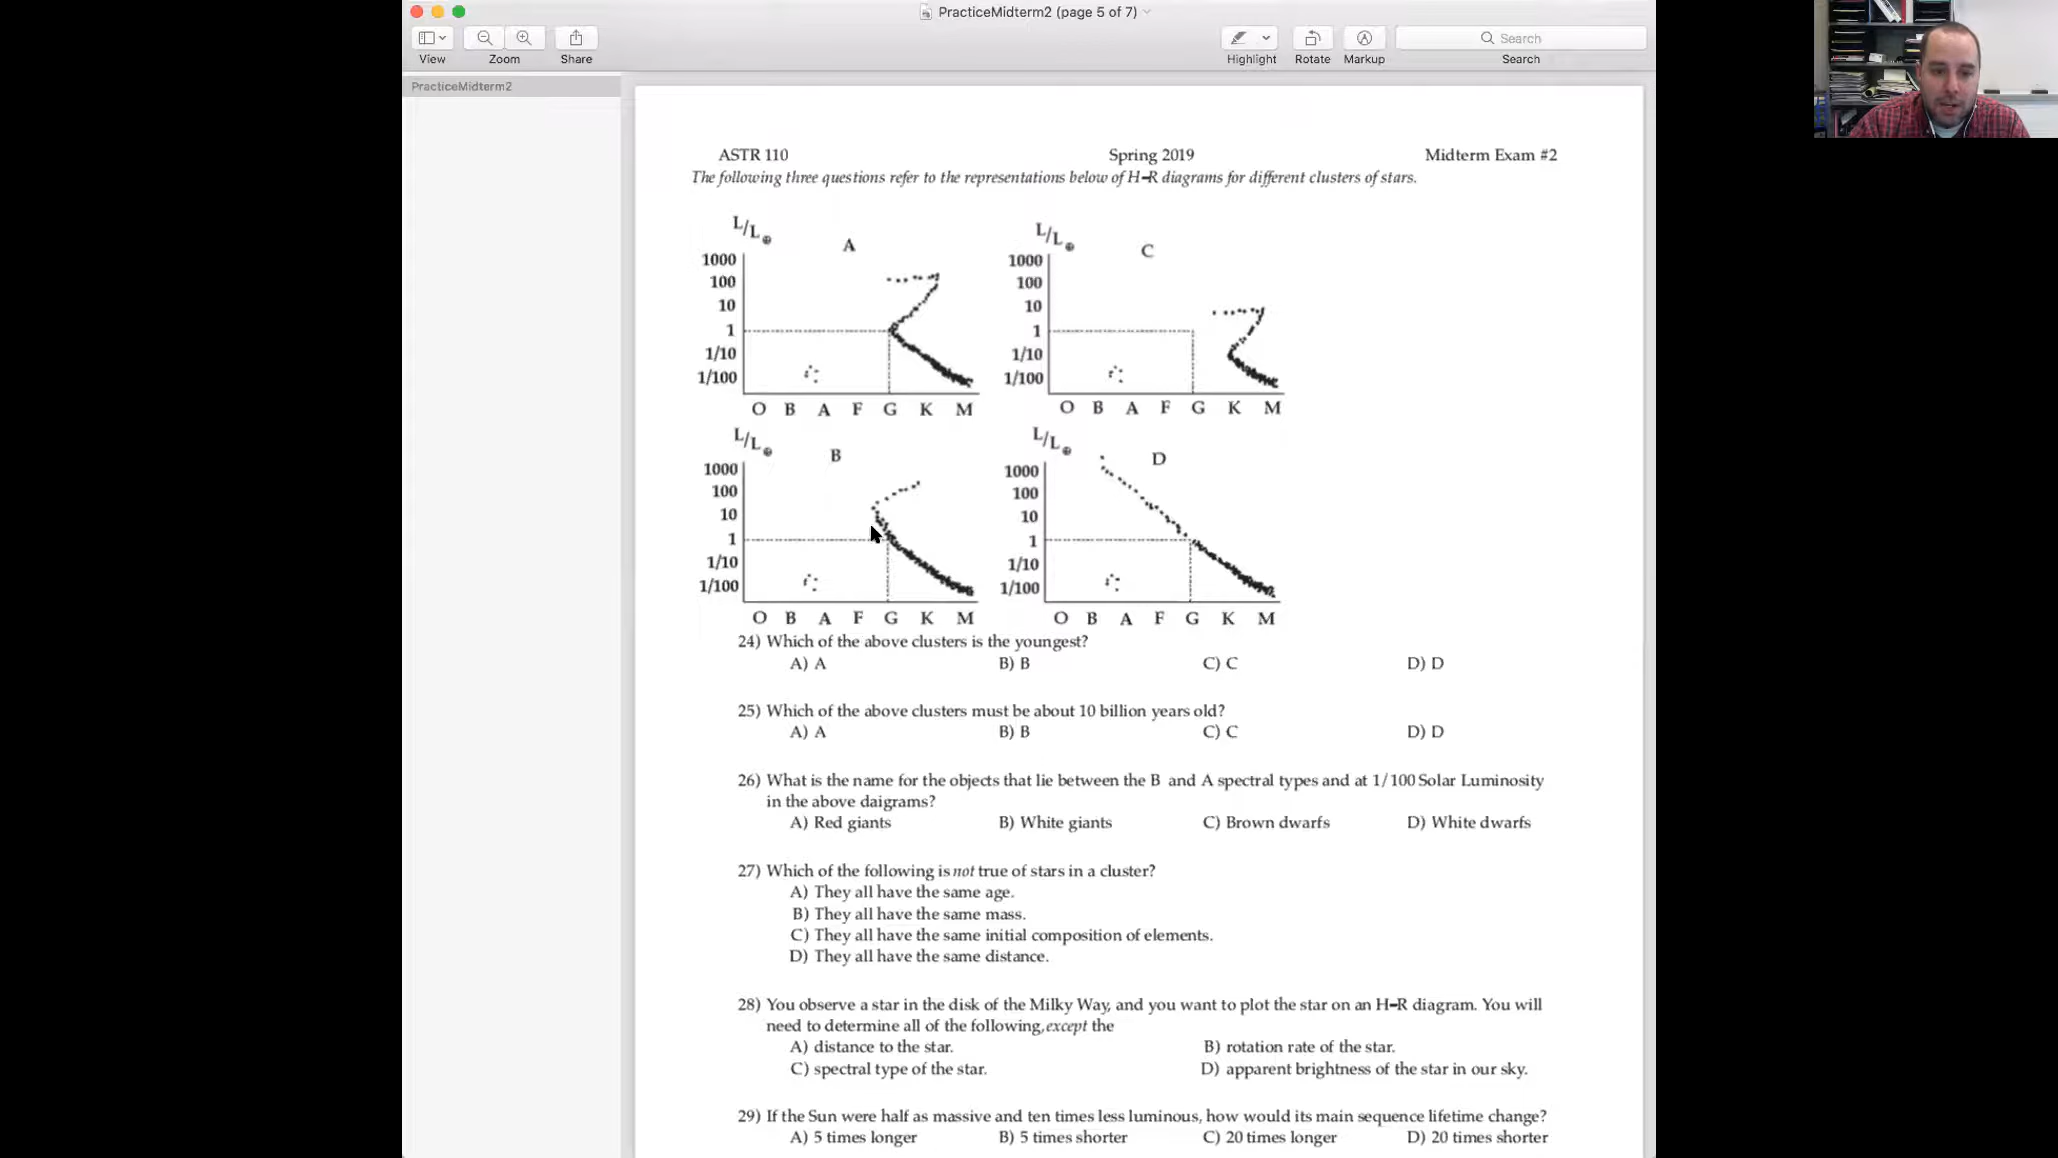 PracticeMidterm2 (page 5 of 7)
View
Zoom
Share
Highlight
Rotate
Markup
Search
Search
PracticeMidterm2
ASTR 110
Spring 2019
Midterm Exam #2
The following three questions refer to the representations below of H-R diagrams for different clusters of stars.
L/L⊕
A
1000
100
10
1
1/10
1/100
O B A F G K M
L/L⊕
C
1000
100
10
1
1/10
1/100
O B A F G K M
L/L⊕
B
1000
100
10
1
1/10
1/100
O B A F G K M
L/L⊕
D
1000
100
10
1
1/10
1/100
O B A F G K M
24) Which of the above clusters is the youngest?
A) A B) B C) C D) D
25) Which of the above clusters must be about 10 billion years old?
A) A B) B C) C D) D
26) What is the name for the objects that lie between the B and A spectral types and at 1/100 Solar Luminosity
in the above daigrams?
A) Red giants B) White giants C) Brown dwarfs D) White dwarfs
27) Which of the following is not true of stars in a cluster?
A) They all have the same age.
B) They all have the same mass.
C) They all have the same initial composition of elements.
D) They all have the same distance.
28) You observe a star in the disk of the Milky Way, and you want to plot the star on an H-R diagram. You will
need to determine all of the following, except the
A) distance to the star. B) rotation rate of the star.
C) spectral type of the star. D) apparent brightness of the star in our sky.
29) If the Sun were half as massive and ten times less luminous, how would its main sequence lifetime change?
A) 5 times longer B) 5 times shorter C) 20 times longer D) 20 times shorter